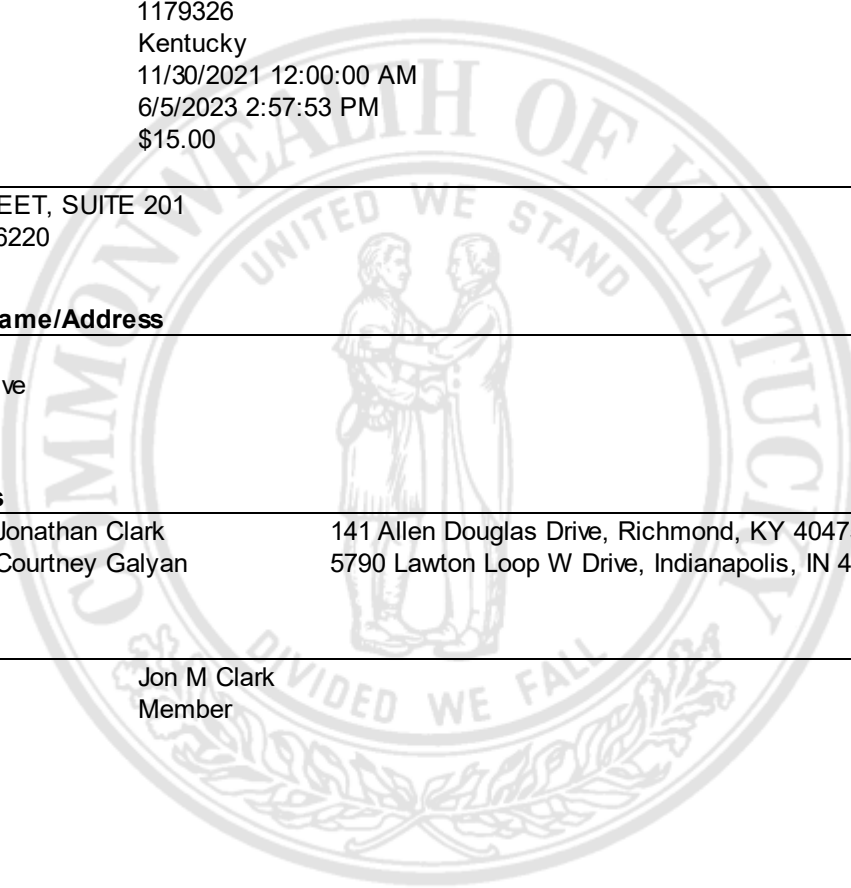 1179326
Kentucky
11/30/2021 12:00:00 AM
6/5/2023 2:57:53 PM
$15.00
EET, SUITE 201
6220
ame/Address
ve
s
Jonathan Clark 141 Allen Douglas Drive, Richmond, KY 4047
Courtney Galyan 5790 Lawton Loop W Drive, Indianapolis, IN 4
Jon M Clark
Member
COMMONWEALTH OF KENTUCKY
UNITED WE STAND
DIVIDED WE FALL